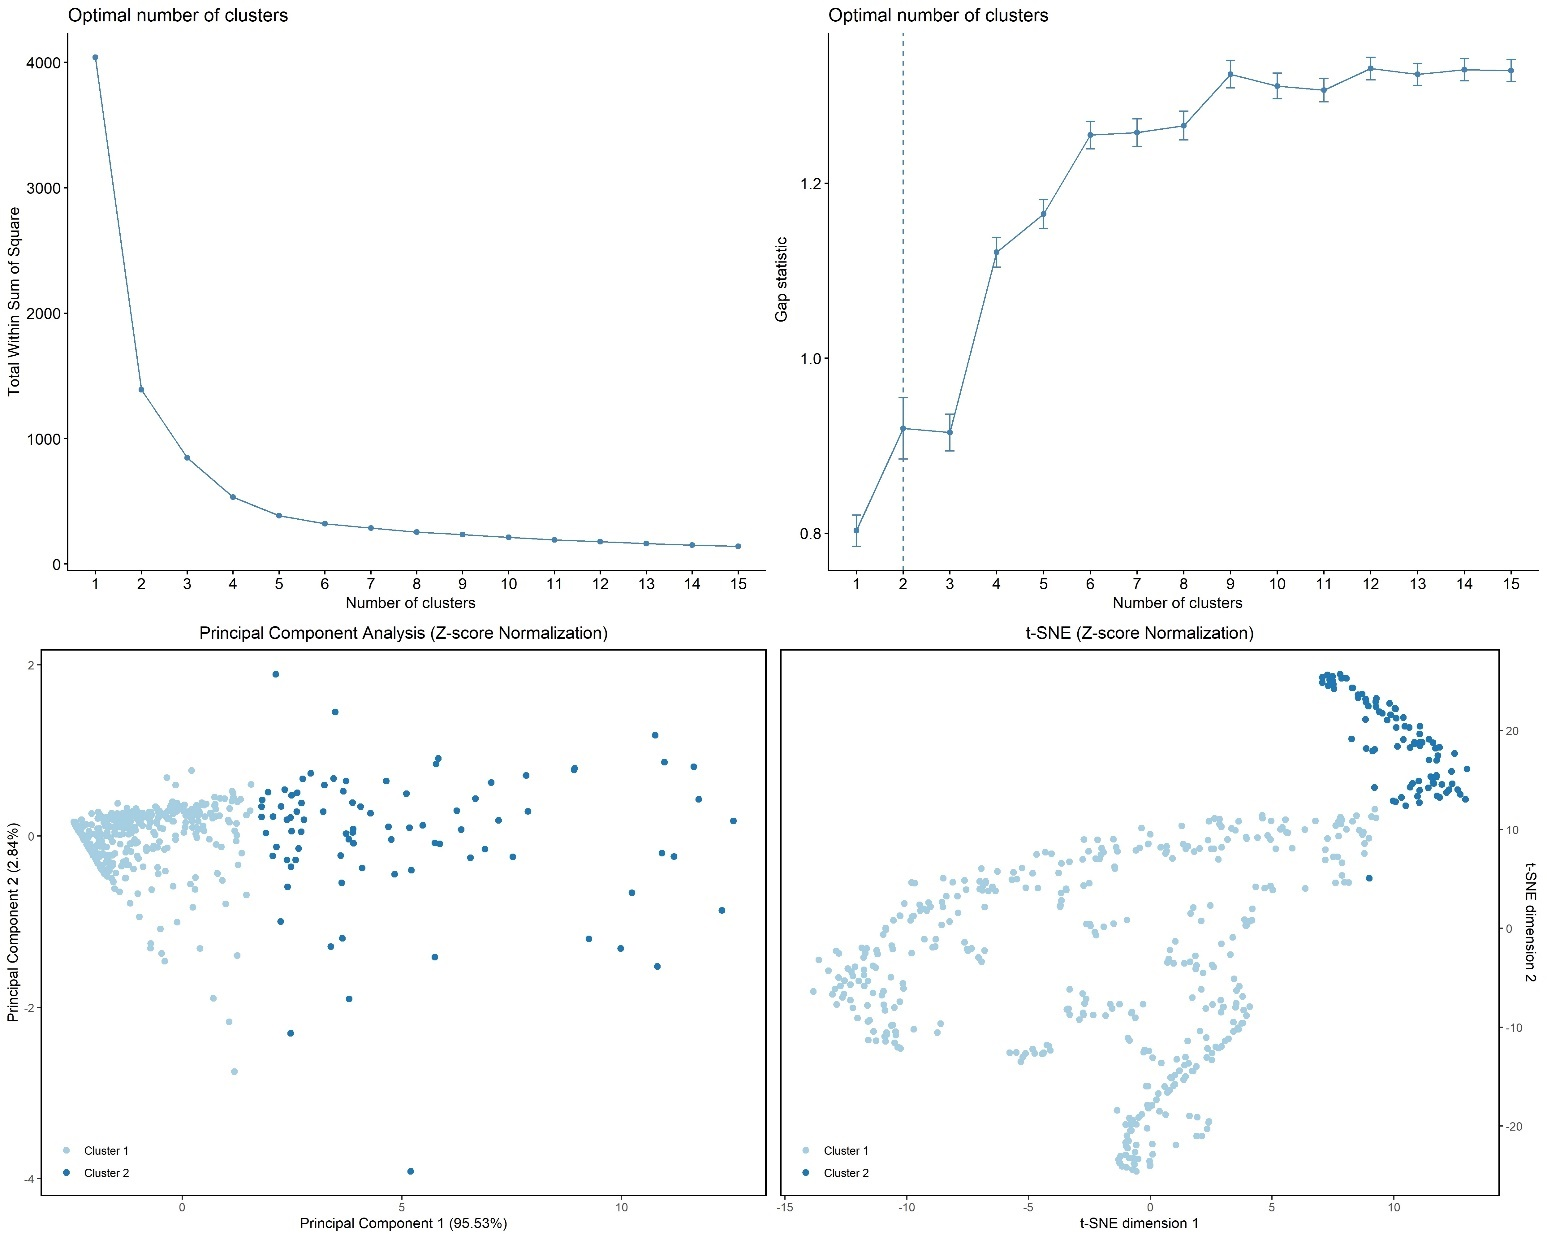 Optimal number of clusters
Total Within Sum of Square
4000
3000
2000
1000
0
1 2 3 4 5 6 7 8 9 10 11 12 13 14 15
Number of clusters
Optimal number of clusters
Gap statistic
1.2
1.0
0.8
1 2 3 4 5 6 7 8 9 10 11 12 13 14 15
Number of clusters
Principal Component Analysis (Z-score Normalization)
Principal Component 2 (2.84%)
2
0
-2
-4
Cluster 1
Cluster 2
0 5 10
Principal Component 1 (95.53%)
t-SNE (Z-score Normalization)
20
10
0
-10
-20
t-SNE dimension 2
Cluster 1
Cluster 2
-15 -10 -5 0 5 10
t-SNE dimension 1